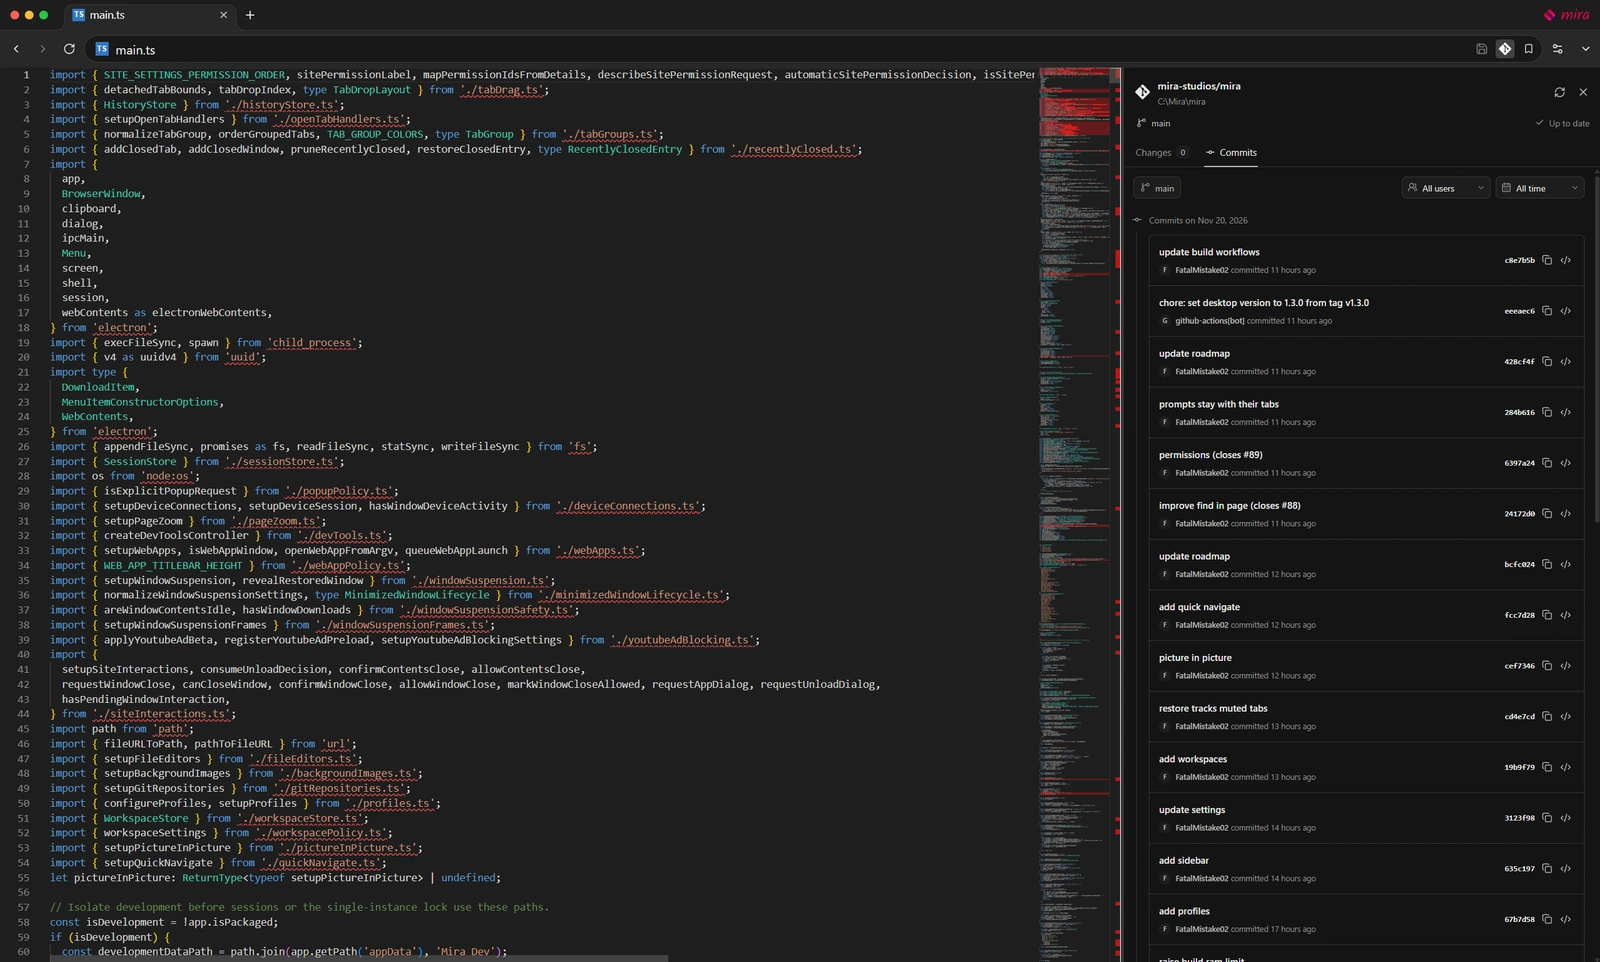 TS main.ts
mira
TS main.ts
1 import { SITE_SETTINGS_PERMISSION_ORDER, sitePermissionLabel, mapPermissionIdsFromDetails, describeSitePermissionRequest, automaticSitePermissionDecision, isSitePer
2 import { detachedTabBounds, tabDropIndex, type TabDropLayout } from './tabDrag.ts';
3 import { HistoryStore } from './historyStore.ts';
4 import { setupOpenTabHandlers } from './openTabHandlers.ts';
5 import { normalizeTabGroup, orderGroupedTabs, TAB_GROUP_COLORS, type TabGroup } from './tabGroups.ts';
6 import { addClosedTab, addClosedWindow, pruneRecentlyClosed, restoreClosedEntry, type RecentlyClosedEntry } from './recentlyClosed.ts';
7 import {
8 app,
9 BrowserWindow,
10 clipboard,
11 dialog,
12 ipcMain,
13 Menu,
14 screen,
15 shell,
16 session,
17 webContents as electronWebContents,
18 } from 'electron';
19 import { execFileSync, spawn } from 'child_process';
20 import { v4 as uuidv4 } from 'uuid';
21 import type {
22 DownloadItem,
23 MenuItemConstructorOptions,
24 WebContents,
25 } from 'electron';
26 import { appendFileSync, promises as fs, readFileSync, statSync, writeFileSync } from 'fs';
27 import { SessionStore } from './sessionStore.ts';
28 import os from 'node:os';
29 import { isExplicitPopupRequest } from './popupPolicy.ts';
30 import { setupDeviceConnections, setupDeviceSession, hasWindowDeviceActivity } from './deviceConnections.ts';
31 import { setupPageZoom } from './pageZoom.ts';
32 import { createDevToolsController } from './devTools.ts';
33 import { setupWebApps, isWebAppWindow, openWebAppFromArgv, queueWebAppLaunch } from './webApps.ts';
34 import { WEB_APP_TITLEBAR_HEIGHT } from './webAppPolicy.ts';
35 import { setupWindowSuspension, revealRestoredWindow } from './windowSuspension.ts';
36 import { normalizeWindowSuspensionSettings, type MinimizedWindowLifecycle } from './minimizedWindowLifecycle.ts';
37 import { areWindowContentsIdle, hasWindowDownloads } from './windowSuspensionSafety.ts';
38 import { setupWindowSuspensionFrames } from './windowSuspensionFrames.ts';
39 import { applyYoutubeAdBeta, registerYoutubeAdPreload, setupYoutubeAdBlockingSettings } from './youtubeAdBlocking.ts';
40 import {
41 setupSiteInteractions, consumeUnloadDecision, confirmContentsClose, allowContentsClose,
42 requestWindowClose, canCloseWindow, confirmWindowClose, allowWindowClose, markWindowCloseAllowed, requestAppDialog, requestUnloadDialog,
43 hasPendingWindowInteraction,
44 } from './siteInteractions.ts';
45 import path from 'path';
46 import { fileURLToPath, pathToFileURL } from 'url';
47 import { setupFileEditors } from './fileEditors.ts';
48 import { setupBackgroundImages } from './backgroundImages.ts';
49 import { setupGitRepositories } from './gitRepositories.ts';
50 import { configureProfiles, setupProfiles } from './profiles.ts';
51 import { WorkspaceStore } from './workspaceStore.ts';
52 import { workspaceSettings } from './workspacePolicy.ts';
53 import { setupPictureInPicture } from './pictureInPicture.ts';
54 import { setupQuickNavigate } from './quickNavigate.ts';
55 let pictureInPicture: ReturnType<typeof setupPictureInPicture> | undefined;
56
57 // Isolate development before sessions or the single-instance lock use these paths.
58 const isDevelopment = !app.isPackaged;
59 if (isDevelopment) {
60 const developmentDataPath = path.join(app.getPath('appData'), 'Mira Dev');
mira-studios/mira
C:\Mira\mira
main
Up to date
Changes 0
Commits
main
All users
All time
Commits on Nov 20, 2026
update build workflows
F FatalMistake02 committed 11 hours ago
c8e7b5b
chore: set desktop version to 1.3.0 from tag v1.3.0
G github-actions[bot] committed 11 hours ago
eeeaec6
update roadmap
F FatalMistake02 committed 11 hours ago
428cf4f
prompts stay with their tabs
F FatalMistake02 committed 11 hours ago
284b616
permissions (closes #89)
F FatalMistake02 committed 11 hours ago
6397a24
improve find in page (closes #88)
F FatalMistake02 committed 11 hours ago
24172d0
update roadmap
F FatalMistake02 committed 12 hours ago
bcfc024
add quick navigate
F FatalMistake02 committed 12 hours ago
fcc7d28
picture in picture
F FatalMistake02 committed 12 hours ago
cef7346
restore tracks muted tabs
F FatalMistake02 committed 13 hours ago
cd4e7cd
add workspaces
F FatalMistake02 committed 13 hours ago
19b9f79
update settings
F FatalMistake02 committed 14 hours ago
3123f98
add sidebar
F FatalMistake02 committed 14 hours ago
635c197
add profiles
F FatalMistake02 committed 17 hours ago
67b7d58
raise build ram limit